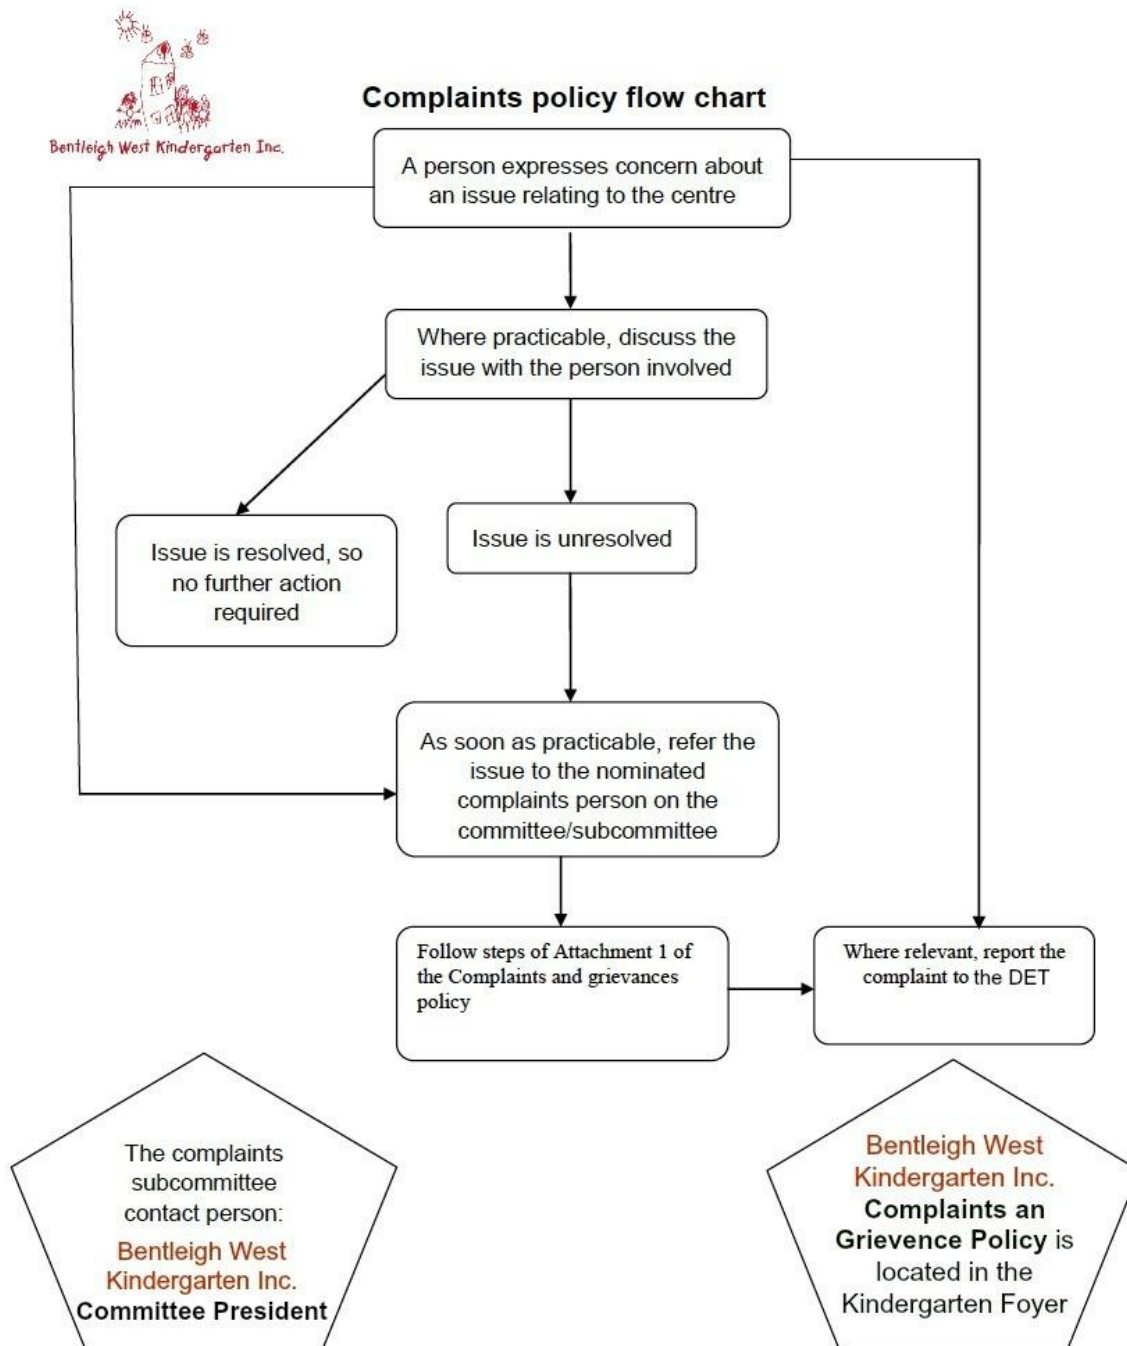 Bentleigh West Kindergarten Inc.
Complaints policy flow chart
A person expresses concern about
an issue relating to the centre
Where practicable, discuss the
issue with the person involved
Issue is resolved, so
no further action
required
Issue is unresolved
As soon as practicable, refer the
issue to the nominated
complaints person on the
committee/subcommittee
Follow steps of Attachment 1 of
the Complaints and grievances
policy
Where relevant, report the
complaint to the DET
The complaints
subcommittee
contact person:
Bentleigh West
Kindergarten Inc.
Committee President
Bentleigh West
Kindergarten Inc.
Complaints an
Grievence Policy is
located in the
Kindergarten Foyer